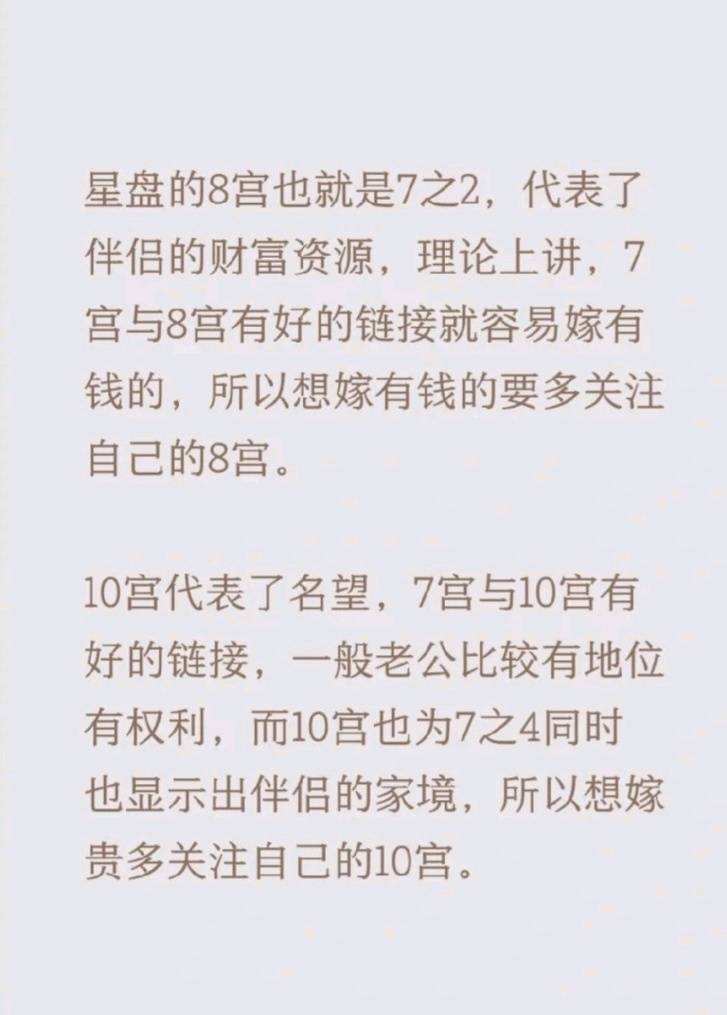 星盘的8宫也就是7之2，代表了
伴侣的财富资源，理论上讲，7
宫与8宫有好的链接就容易嫁有
钱的，所以想嫁有钱的要多关注
自己的8宫。
10宫代表了名望，7宫与10宫有
好的链接，一般老公比较有地位
有权利，而10宫也为7之4同时
也显示出伴侣的家境，所以想嫁
贵多关注自己的10宫。